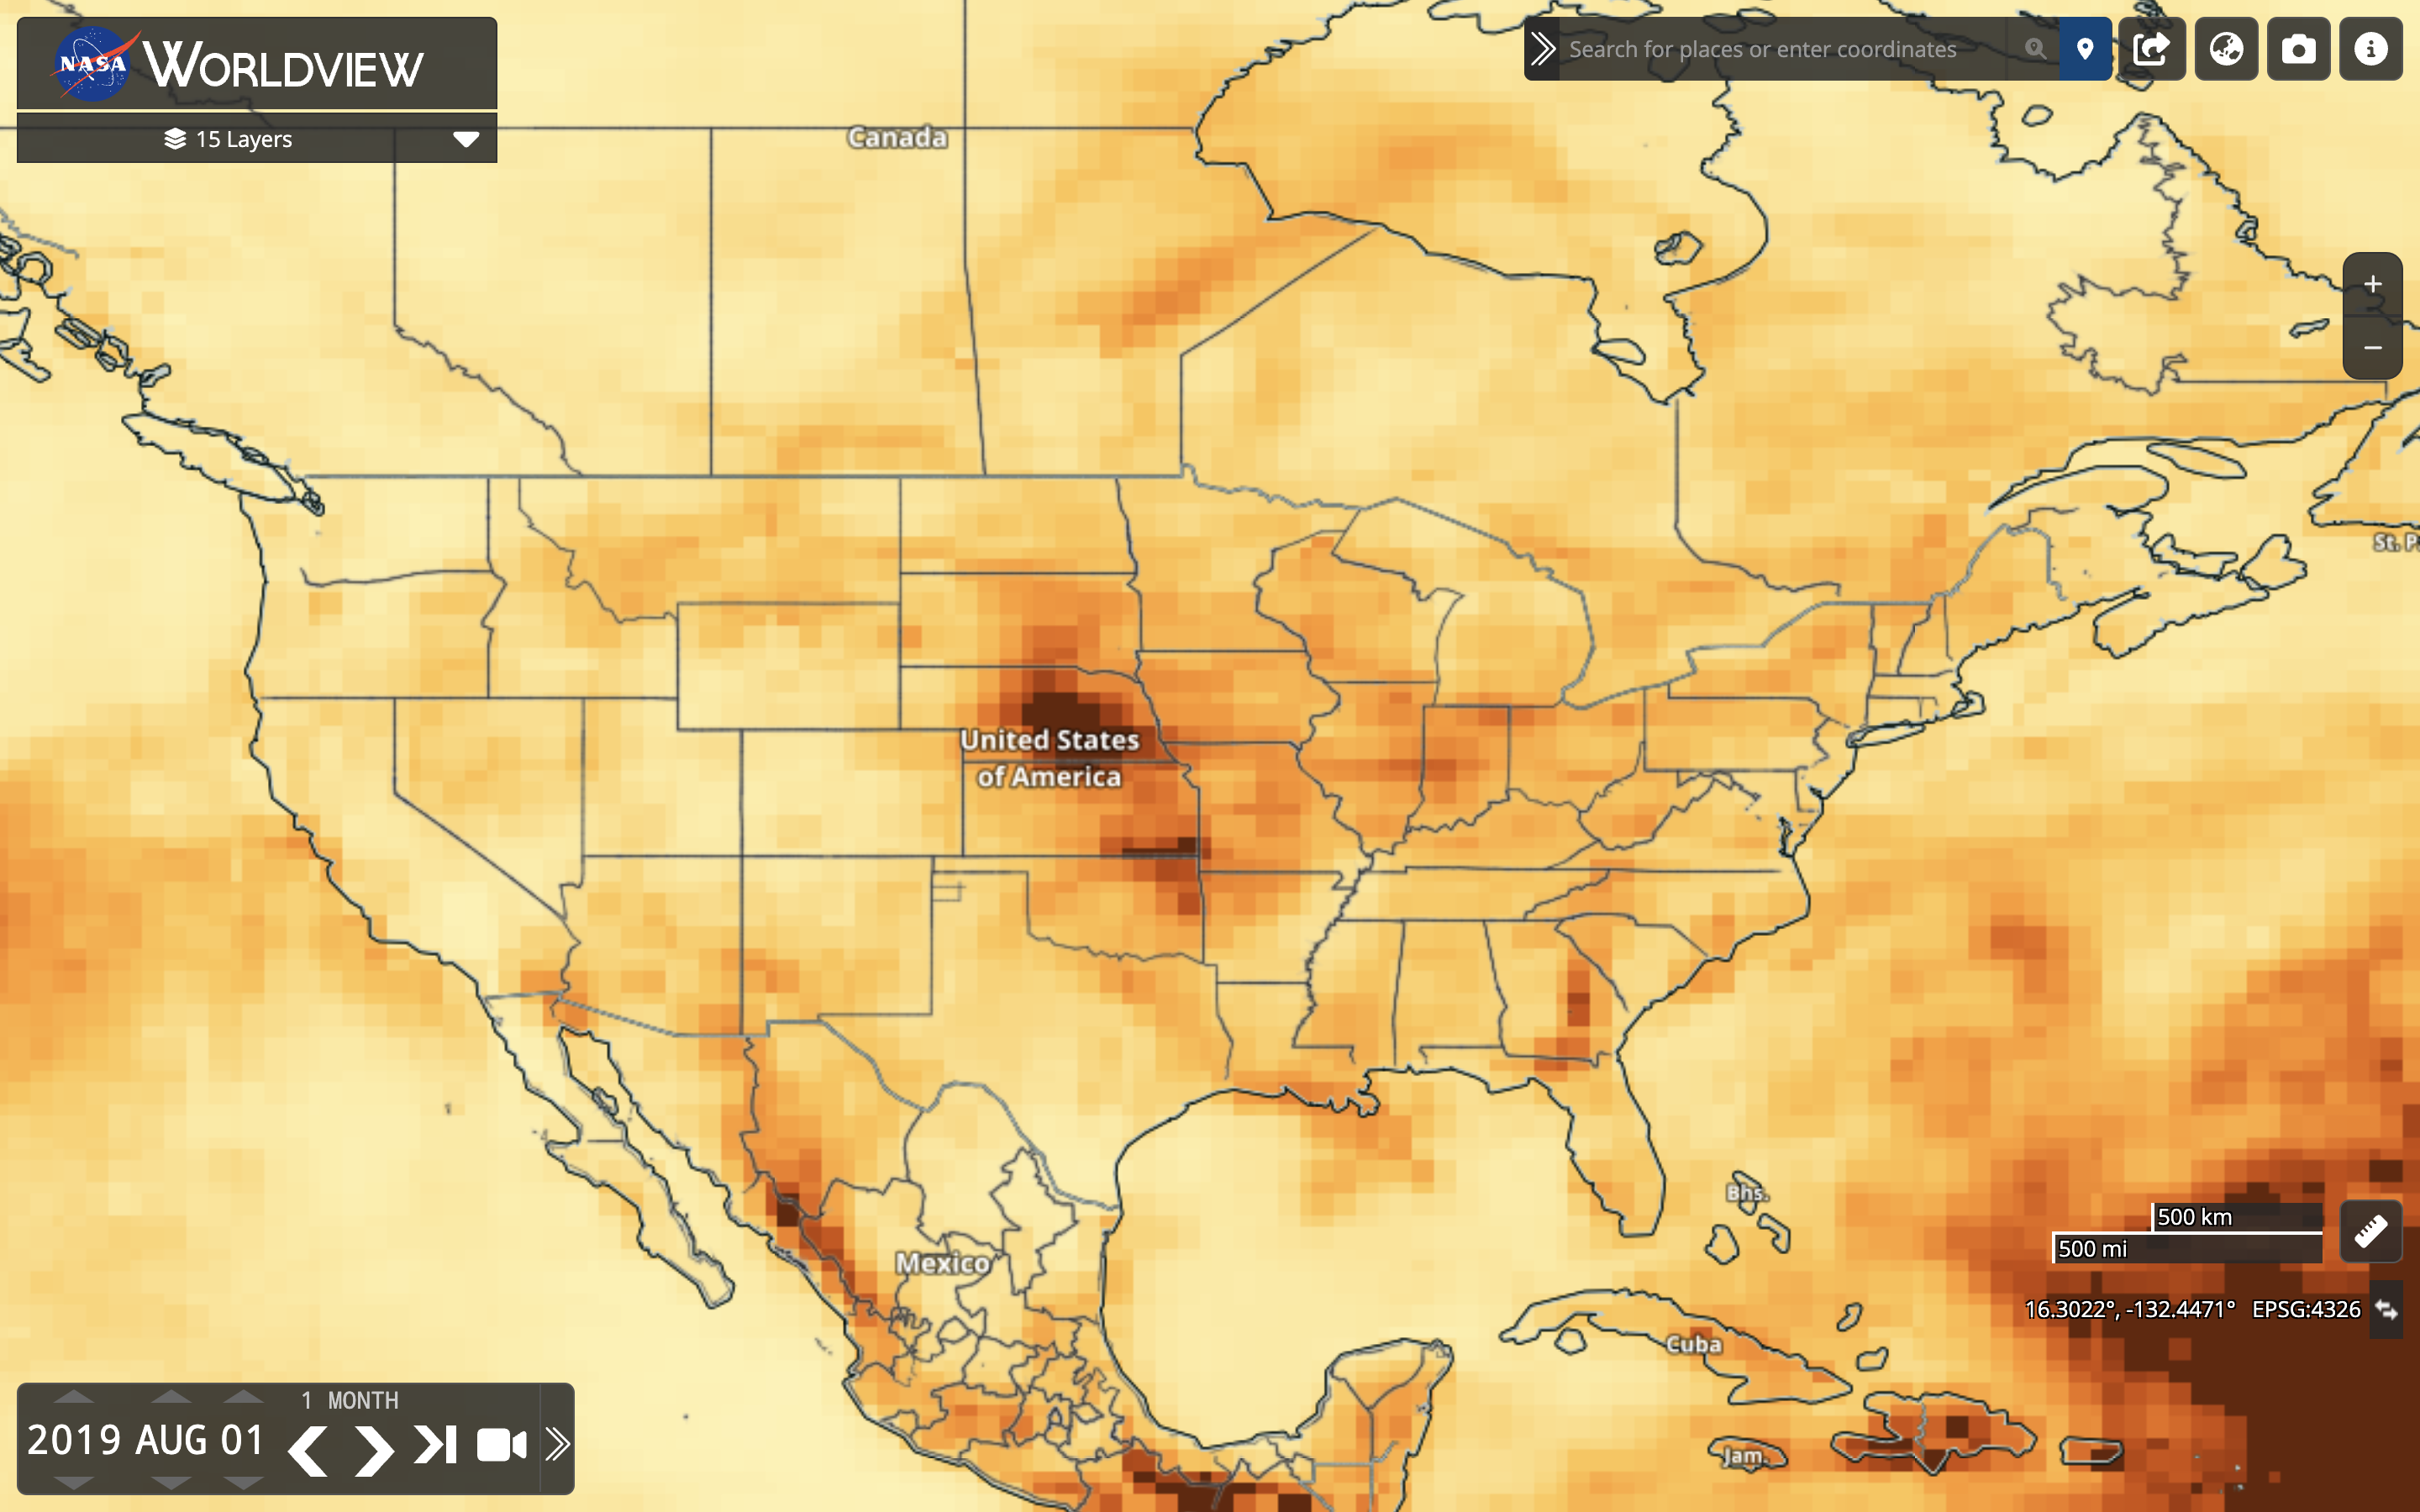 NASA WORLDVIEW
Search for places or enter coordinates
15 Layers
Canada
+
−
St. P
United States
of America
Bhs.
500 km
500 mi
Mexico
16.3022°, -132.4471° EPSG:4326
Cuba
1 MONTH
2019 AUG 01
Jam.